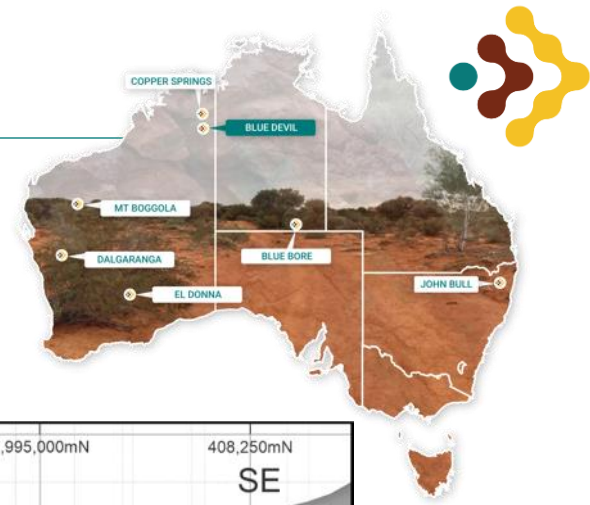 COPPER SPRINGS
BLUE DEVIL
MT BOGGOLA
DALGARANGA
BLUE BORE
JOHN BULL
EL DONNA
,995,000mN
408,250mN
SE